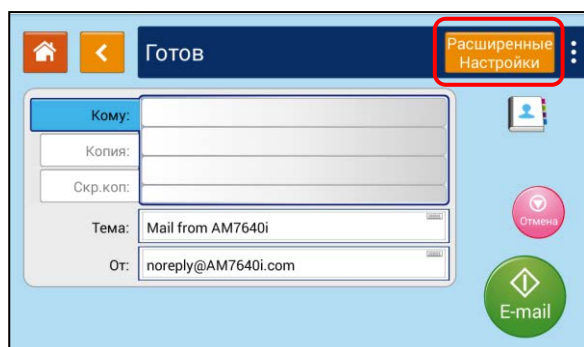 Готов
Расширенные
Настройки
Кому:
Копия:
Скр.коп:
Тема:
Mail from AM7640i
От:
noreply@AM7640i.com
Отмена
E-mail